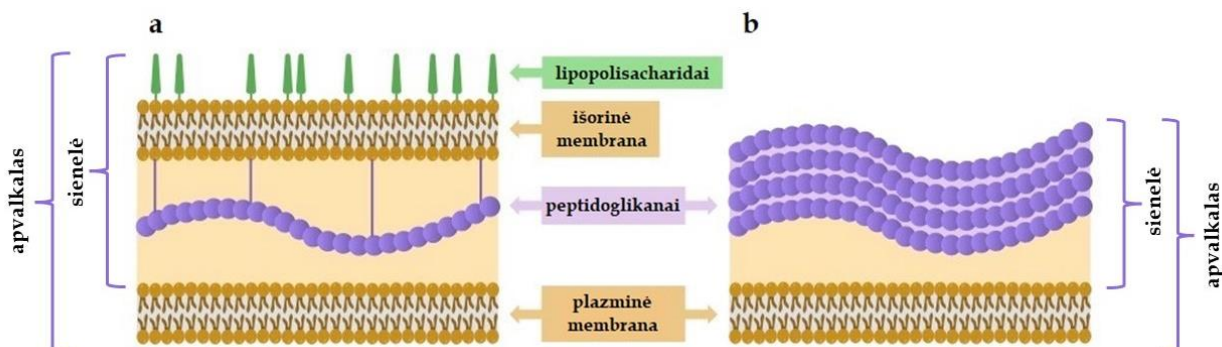 a
b
apvalkalas
sienelė
lipopolisacharidai
išorinė
membrana
peptidoglikanai
plazminė
membrana
sienelė
apvalkalas